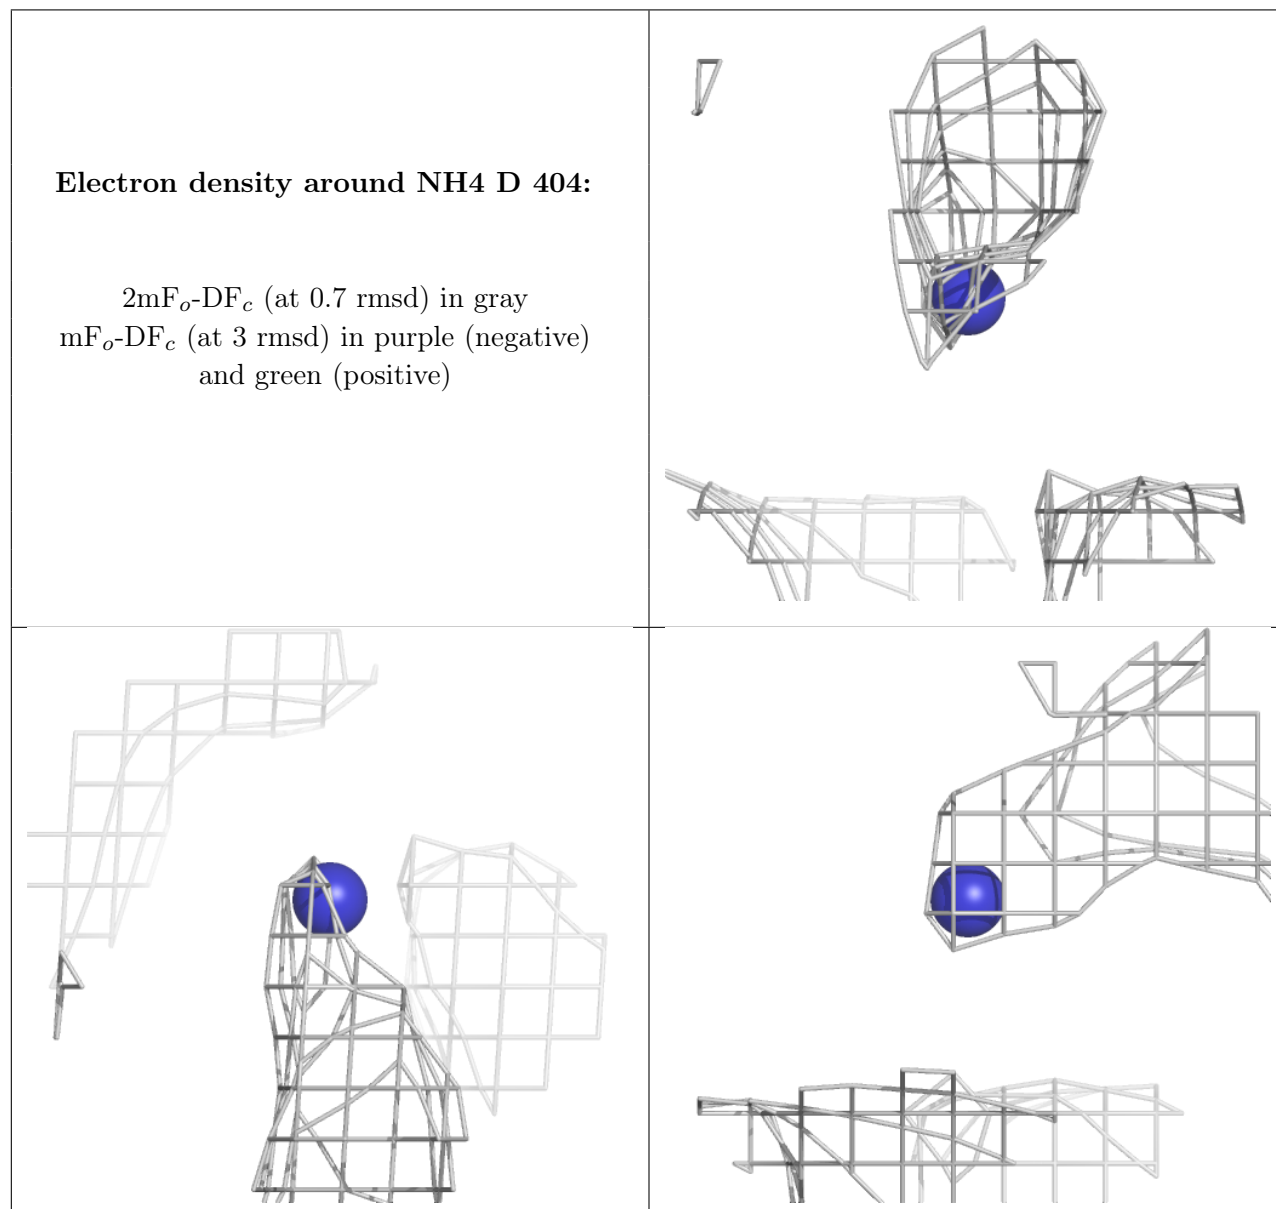 Electron density around NH4 D 404:
2mFo-DFc (at 0.7 rmsd) in gray
mFo-DFc (at 3 rmsd) in purple (negative)
and green (positive)